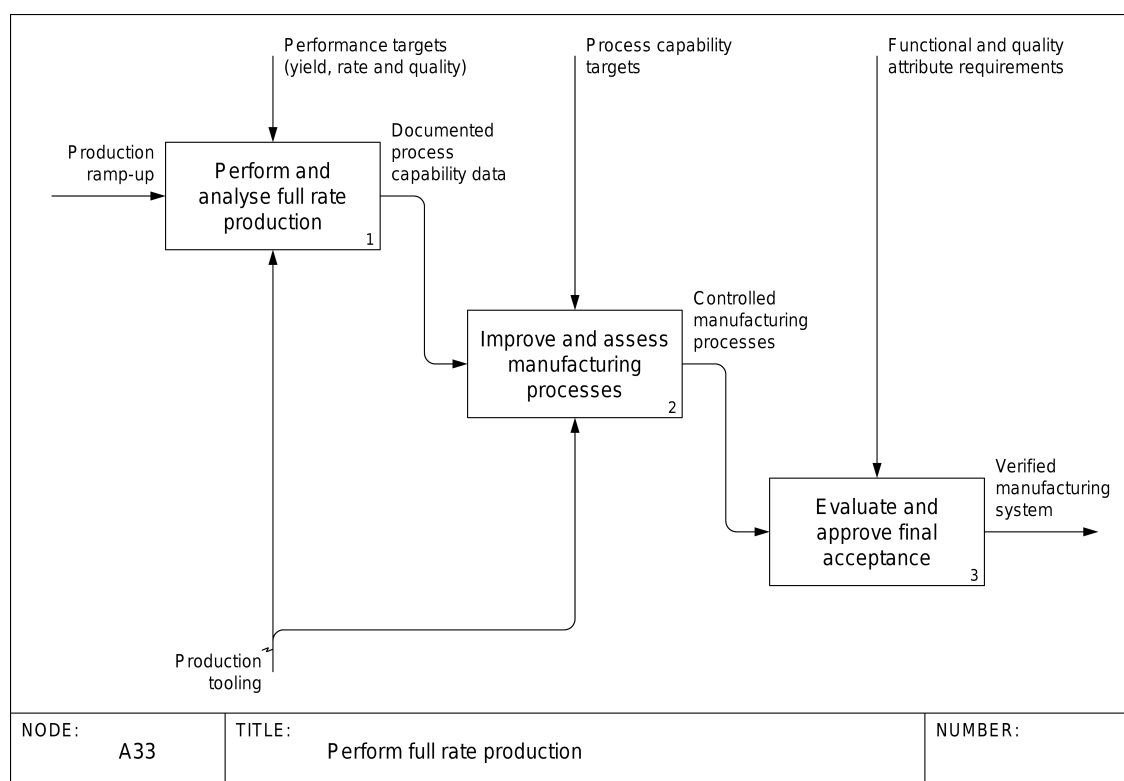 Performance targets
(yield, rate and quality)
Process capability
targets
Functional and quality
attribute requirements
Production
ramp-up
Perform and
analyse full rate
production
1
Documented
process
capability data
Improve and assess
manufacturing
processes
2
Controlled
manufacturing
processes
Evaluate and
approve final
acceptance
3
Verified
manufacturing
system
Production
tooling
NODE:
A33
TITLE:
Perform full rate production
NUMBER: